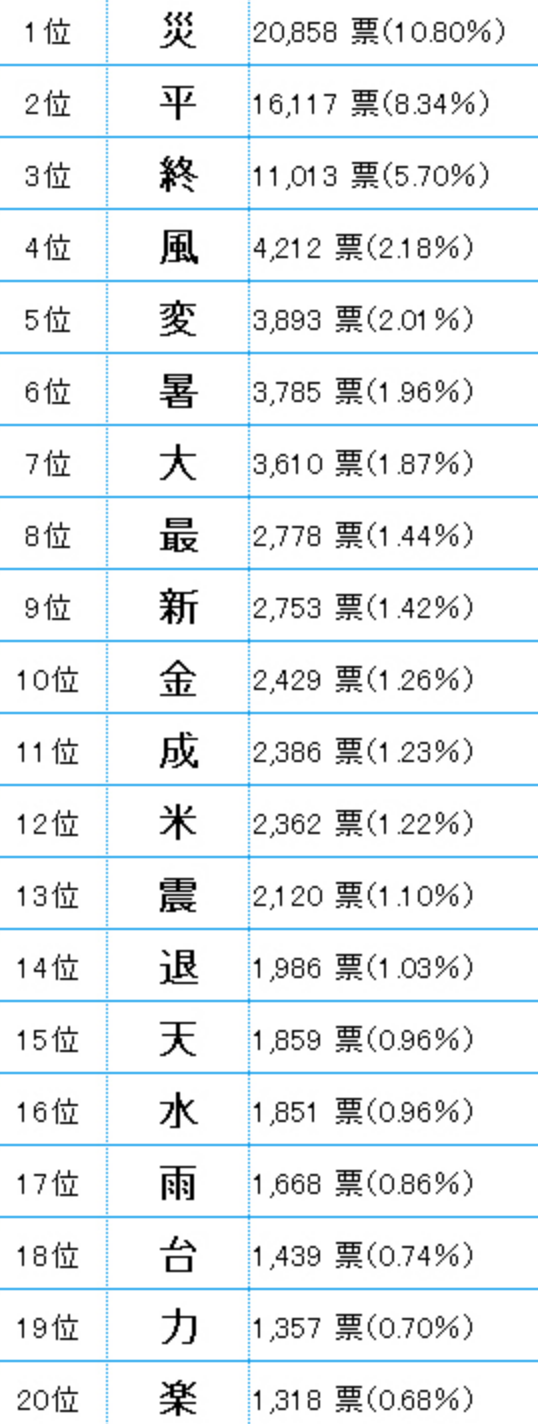 1位 災 20,858 票(10.80%)
2位 平 16,117 票(8.34%)
3位 終 11,013 票(5.70%)
4位 風 4,212 票(2.18%)
5位 変 3,893 票(2.01%)
6位 暑 3,785 票(1.96%)
7位 大 3,610 票(1.87%)
8位 最 2,778 票(1.44%)
9位 新 2,753 票(1.42%)
10位 金 2,429 票(1.26%)
11位 成 2,386 票(1.23%)
12位 米 2,362 票(1.22%)
13位 震 2,120 票(1.10%)
14位 退 1,986 票(1.03%)
15位 天 1,859 票(0.96%)
16位 水 1,851 票(0.96%)
17位 雨 1,668 票(0.86%)
18位 台 1,439 票(0.74%)
19位 力 1,357 票(0.70%)
20位 楽 1,318 票(0.68%)